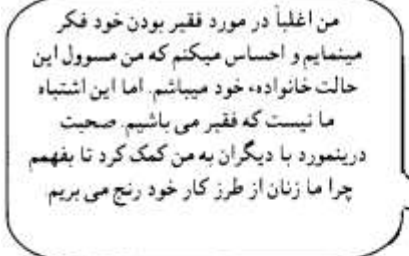 من اغلباً در مورد فقیر بودن خود فکر
مینمایم و احساس میکنم که من مسوول این
حالت خانواده، خود میباشم. اما این اشتباه
ما نیست که فقیر می باشیم. صحبت
درینمورد با دیگران به من کمک کرد تا بفهمم
چرا ما زنان از طرز کار خود رنج می بریم